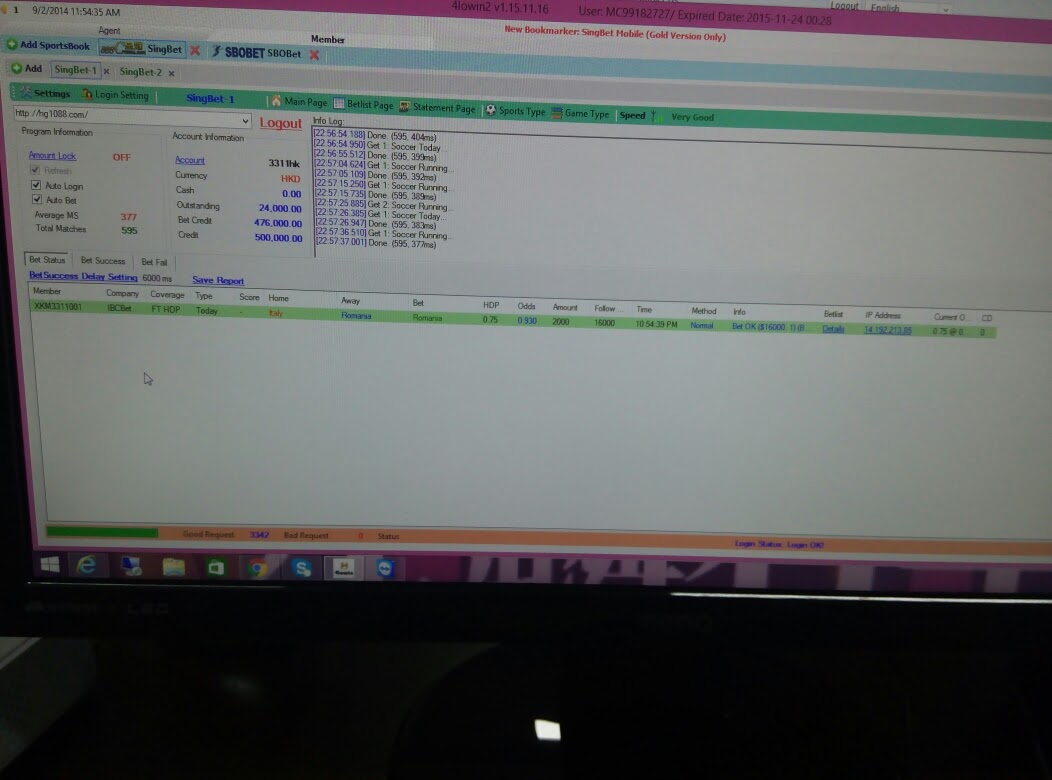 1 9/2/2014 11:54:35 AM
4lowin2 v1.15.11.16 User: MC99182727/ Expired Date: 2015-11-24 00:28 Logout English
Agent Member New Bookmarker: SingBet Mobile (Gold Version Only)
Add SportsBook SingBet SBOBET SBOBet
Add SingBet-1 SingBet-2
Settings Login Setting SingBet-1 Main Page Betlist Page Statement Page Sports Type Game Type Speed Very Good
http://hg1088.com/ Logout
Program Information
Amount Lock OFF
Refresh
Auto Login
Auto Bet
Average MS 377
Total Matches 595
Account Information
Account 3311hk
Currency HKD
Cash 0.00
Outstanding 24,000.00
Bet Credit 476,000.00
Credit 500,000.00
Info Log:
[22:56:54 188] Done. (595, 404ms)
[22:56:54 950] Get 1: Soccer Today...
[22:56:55 512] Done. (595, 399ms)
[22:57:04 624] Get 1: Soccer Running...
[22:57:05 109] Done. (595, 392ms)
[22:57:15 250] Get 1: Soccer Running...
[22:57:15 735] Done. (595, 389ms)
[22:57:25 885] Get 2: Soccer Running...
[22:57:26 385] Get 1: Soccer Today...
[22:57:26 947] Done. (595, 383ms)
[22:57:36 510] Get 1: Soccer Running...
[22:57:37 001] Done. (595, 377ms)
Bet Status Bet Success Bet Fail
BetSuccess Delay Setting 6000 ms Save Report
Member Company Coverage Type Score Home Away Bet HDP Odds Amount Follow ... Time Method Info Betlist IP Address Current O... CD
XKM3311001 IBCBet FT HDP Today - Italy Romania Romania 0.75 0.930 2000 16000 10:54:39 PM Normal Bet OK ($16000, 1) (B Details 14.192.213.85 0.75 @ 0... 0
Good Request 3342 Bad Request 0 Status Login Status: Login OK!